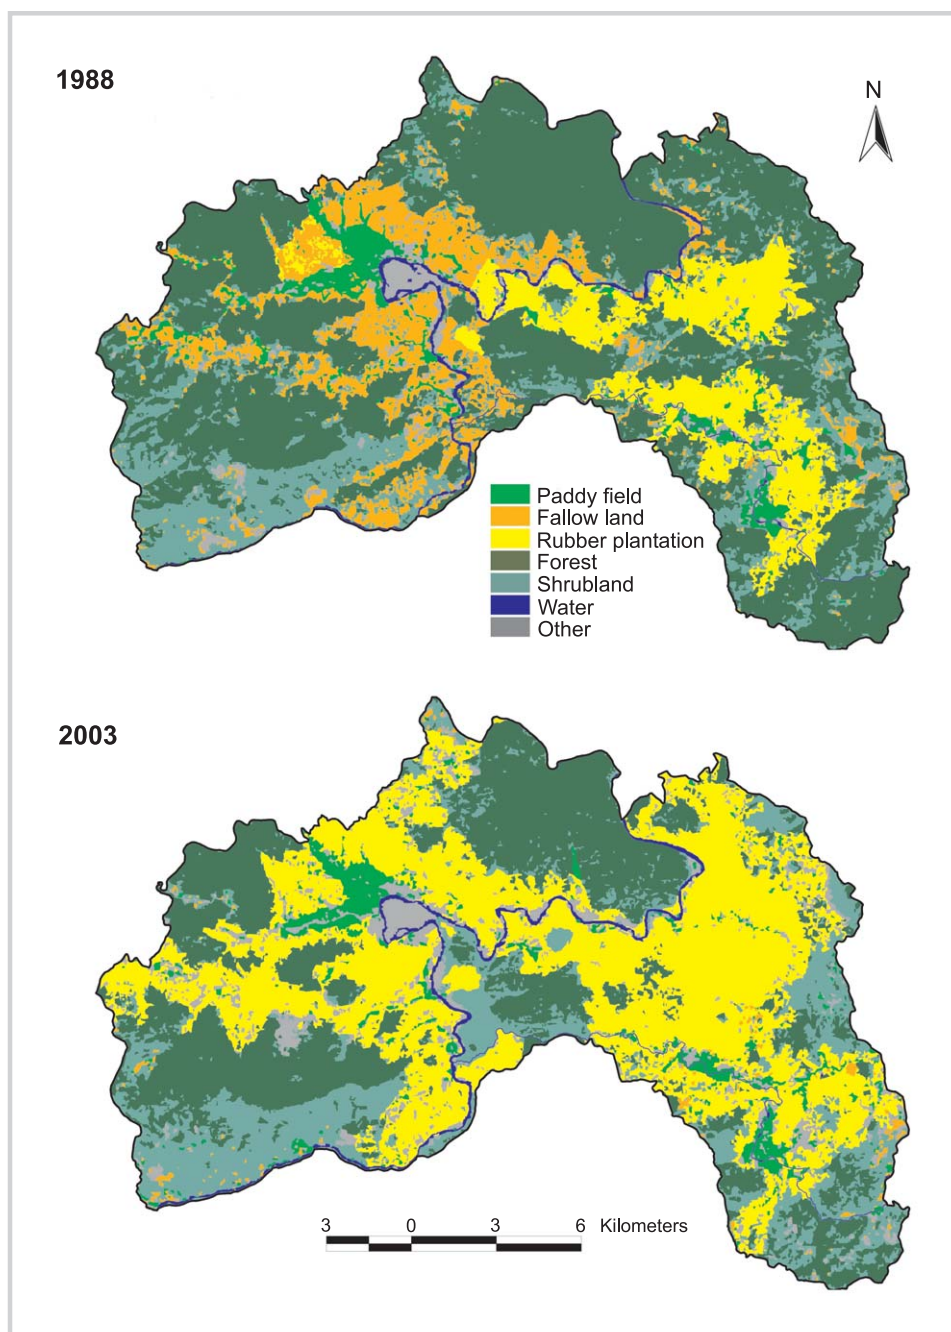 1988
N
Paddy field
Fallow land
Rubber plantation
Forest
Shrubland
Water
Other
2003
3 0 3 6 Kilometers